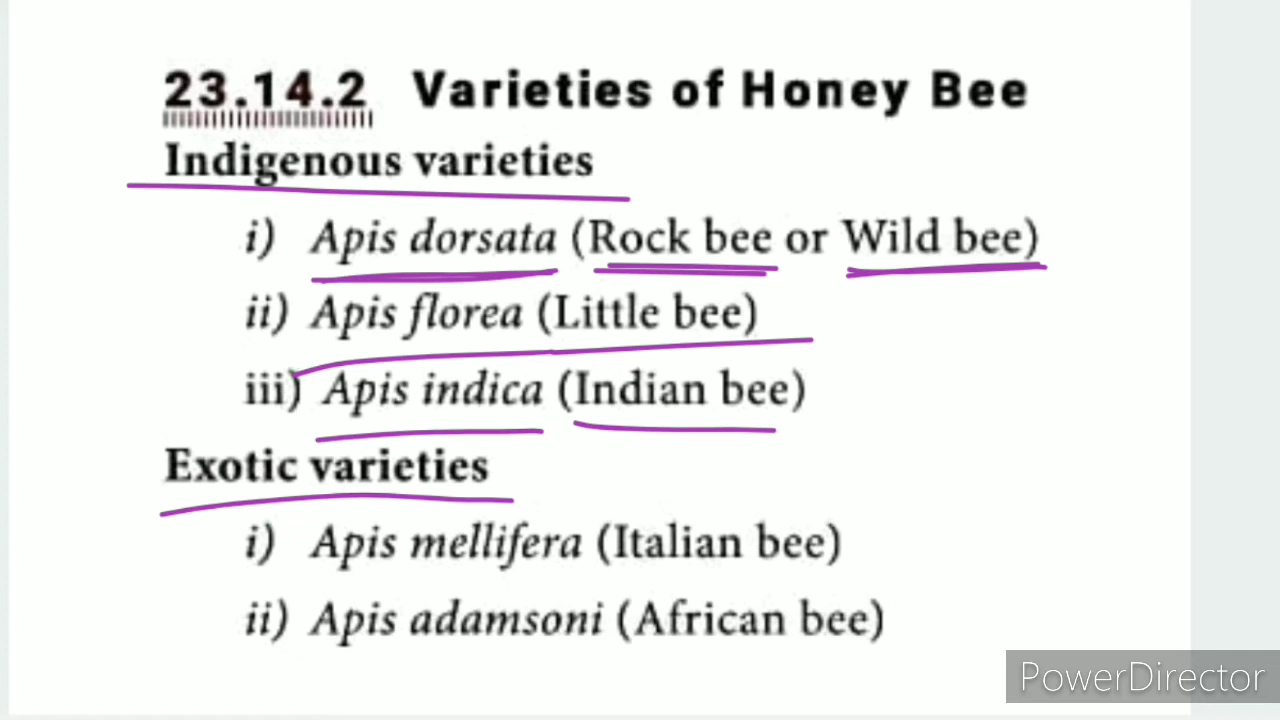 23.14.2 Varieties of Honey Bee
Indigenous varieties
i) Apis dorsata (Rock bee or Wild bee)
ii) Apis florea (Little bee)
iii) Apis indica (Indian bee)
Exotic varieties
i) Apis mellifera (Italian bee)
ii) Apis adamsoni (African bee)
PowerDirector